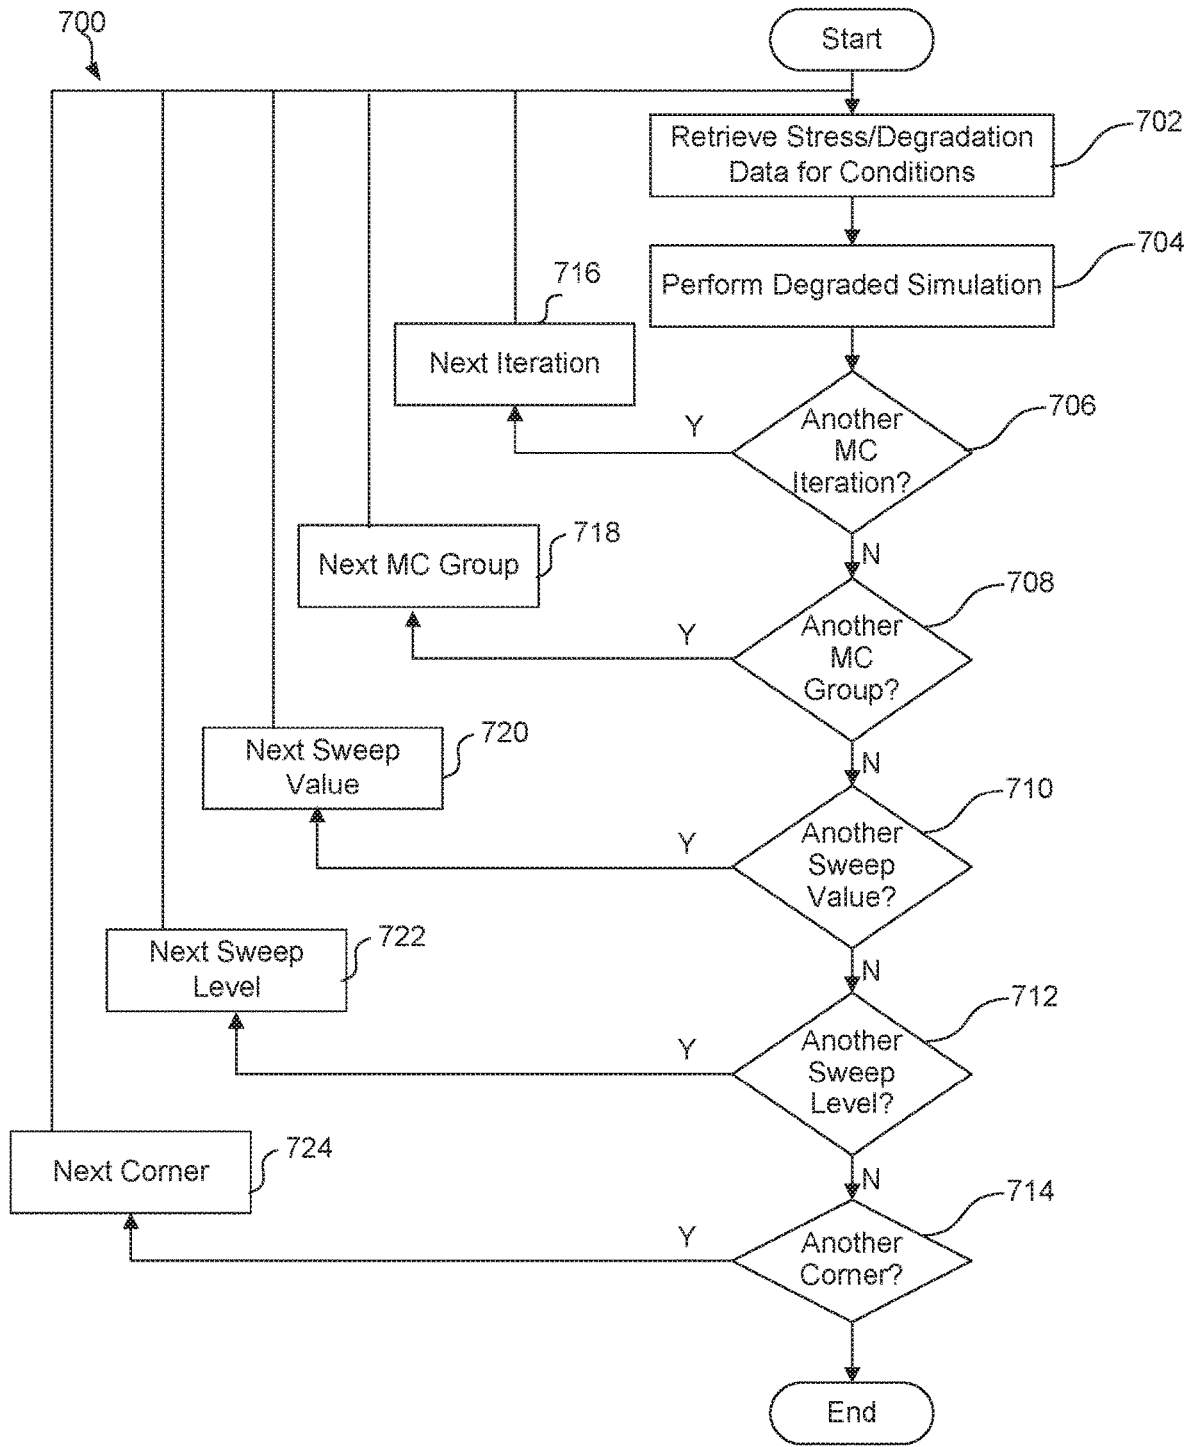 700
Start
Retrieve Stress/Degradation
Data for Conditions
702
Perform Degraded Simulation
704
716
Next Iteration
Another
MC
Iteration?
706
Y
N
718
Next MC Group
Another
MC
Group?
708
Y
N
720
Next Sweep
Value
Another
Sweep
Value?
710
Y
N
722
Next Sweep
Level
Another
Sweep
Level?
712
Y
N
724
Next Corner
Another
Corner?
714
Y
End